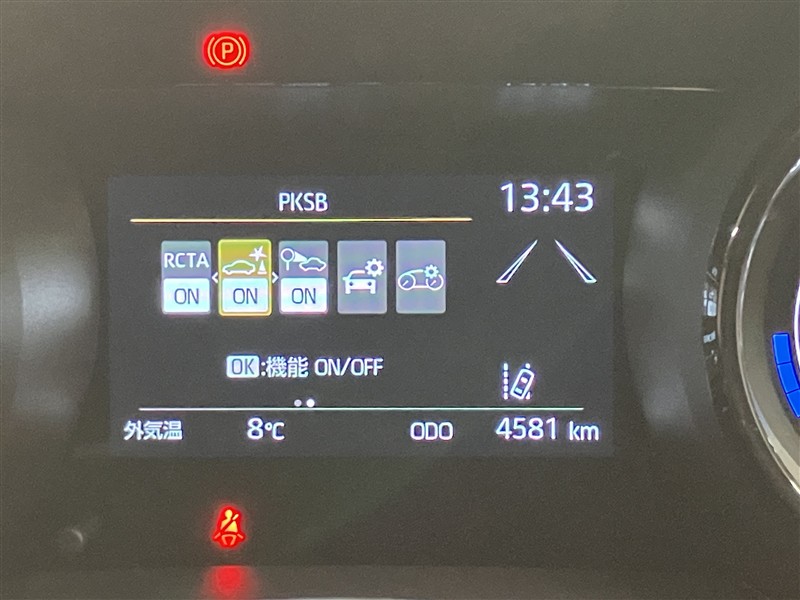 P
PKSB 13:43
RCTA
ON ON ON
OK:機能 ON/OFF
外気温 8℃ ODO 4581 km